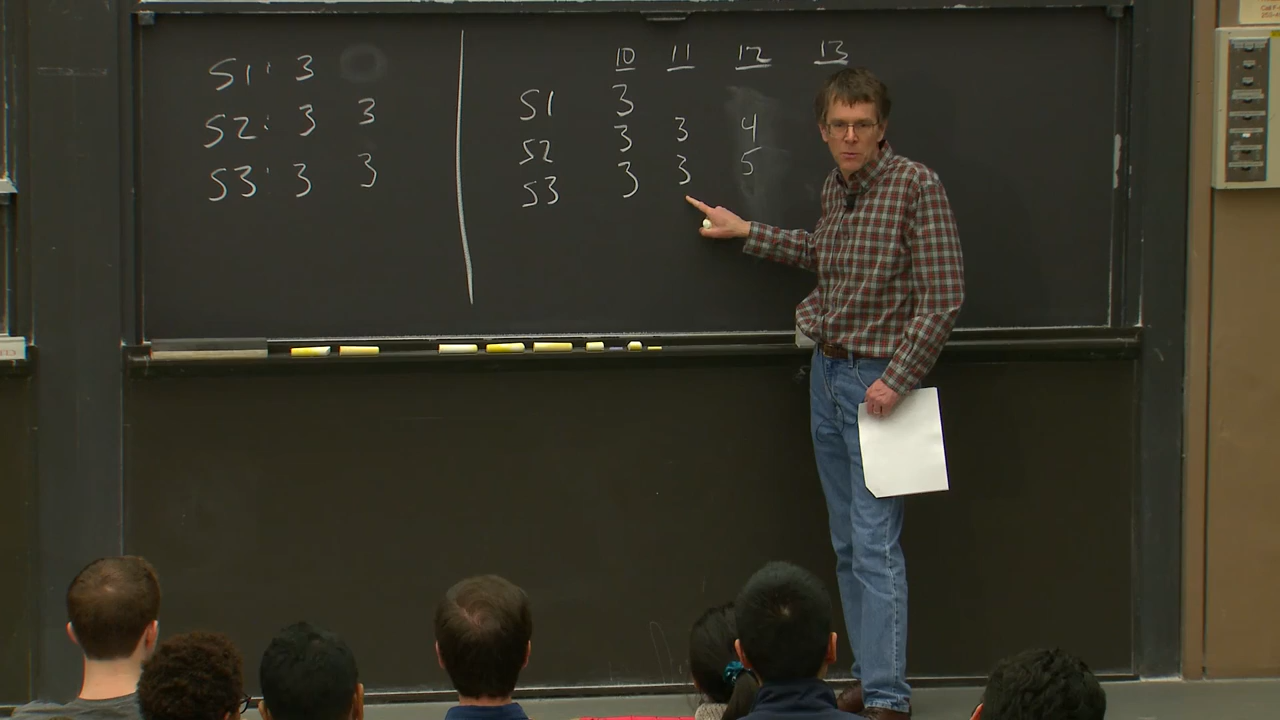 S1: 3
S2: 3 3
S3: 3 3
10 11 12 13
S1 3
S2 3 3 4
S3 3 3 5